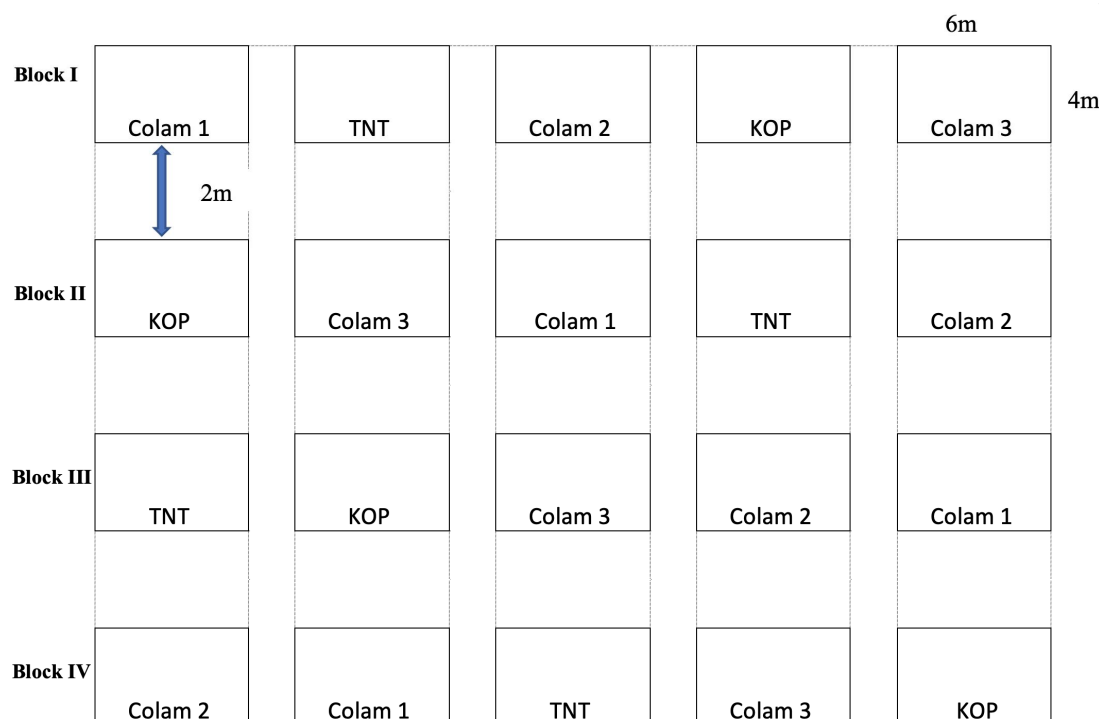 6m
Block I
4m
Colam 1 TNT Colam 2 KOP Colam 3
2m
Block II
KOP Colam 3 Colam 1 TNT Colam 2
Block III
TNT KOP Colam 3 Colam 2 Colam 1
Block IV
Colam 2 Colam 1 TNT Colam 3 KOP